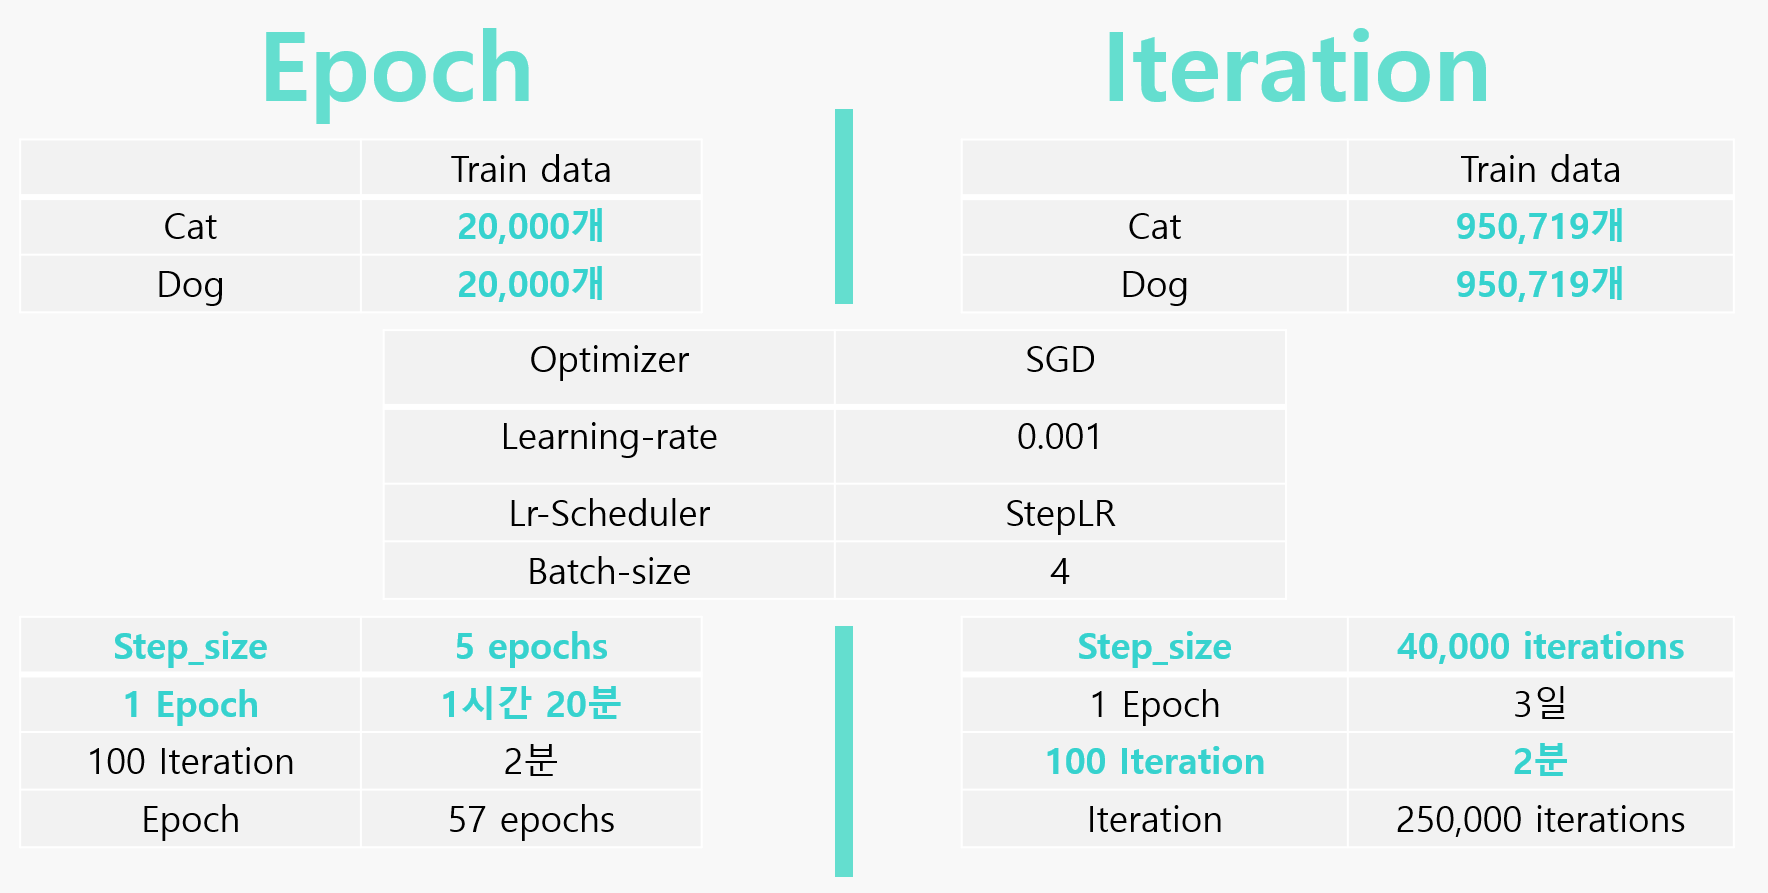 Epoch
Iteration
Train data
Cat 20,000개
Dog 20,000개
Train data
Cat 950,719개
Dog 950,719개
Optimizer SGD
Learning-rate 0.001
Lr-Scheduler StepLR
Batch-size 4
Step_size 5 epochs
1 Epoch 1시간 20분
100 Iteration 2분
Epoch 57 epochs
Step_size 40,000 iterations
1 Epoch 3일
100 Iteration 2분
Iteration 250,000 iterations